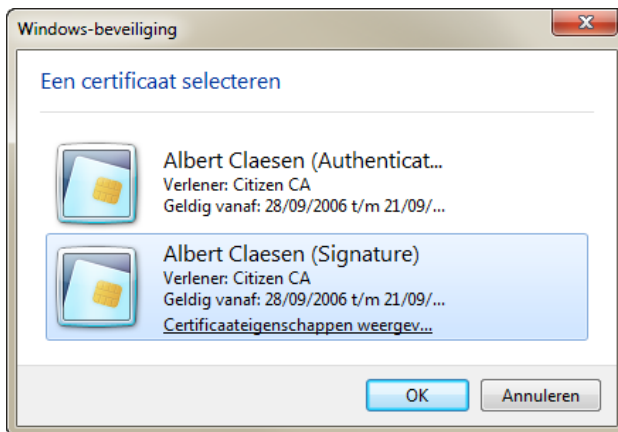 Windows-beveiliging
Een certificaat selecteren
Albert Claesen (Authenticat...
Verlener: Citizen CA
Geldig vanaf: 28/09/2006 t/m 21/09/...
Albert Claesen (Signature)
Verlener: Citizen CA
Geldig vanaf: 28/09/2006 t/m 21/09/...
Certificaateigenschappen weergev...
OK
Annuleren